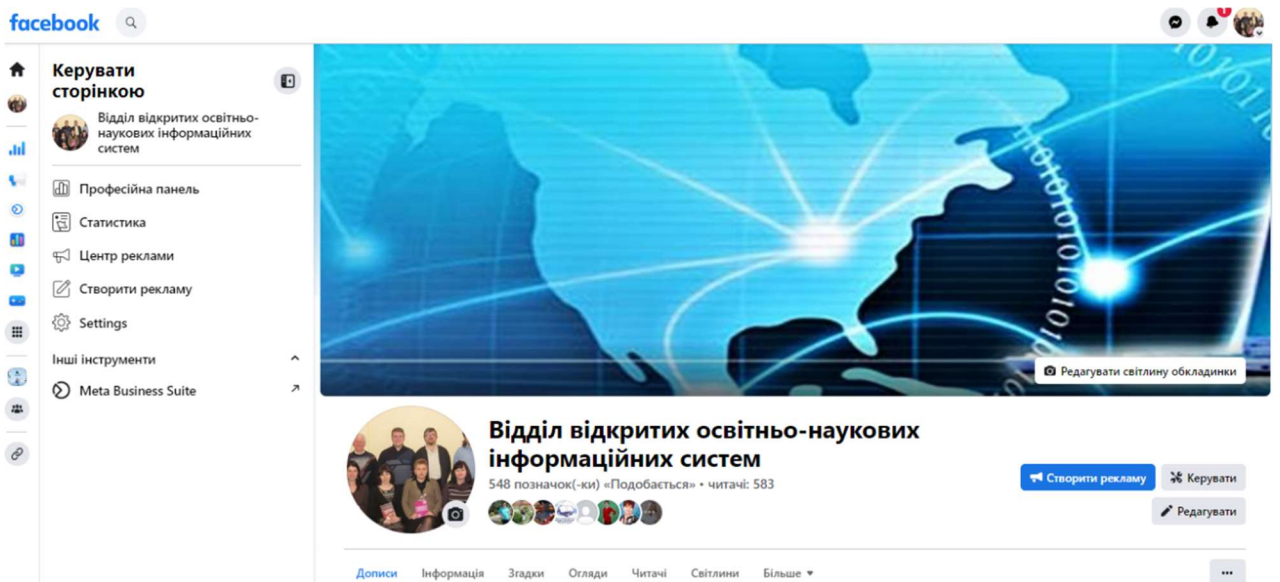 facebook
1
Керувати
сторінкою
Відділ відкритих освітньо-
наукових інформаційних
систем
Професійна панель
Статистика
Центр реклами
Створити рекламу
Settings
Інші інструменти
Meta Business Suite
Редагувати світлину обкладинки
Відділ відкритих освітньо-наукових
інформаційних систем
548 позначок(-ки) «Подобається» • читачі: 583
Створити рекламу
Керувати
Редагувати
Дописи Інформація Згадки Огляди Читачі Світлини Більше